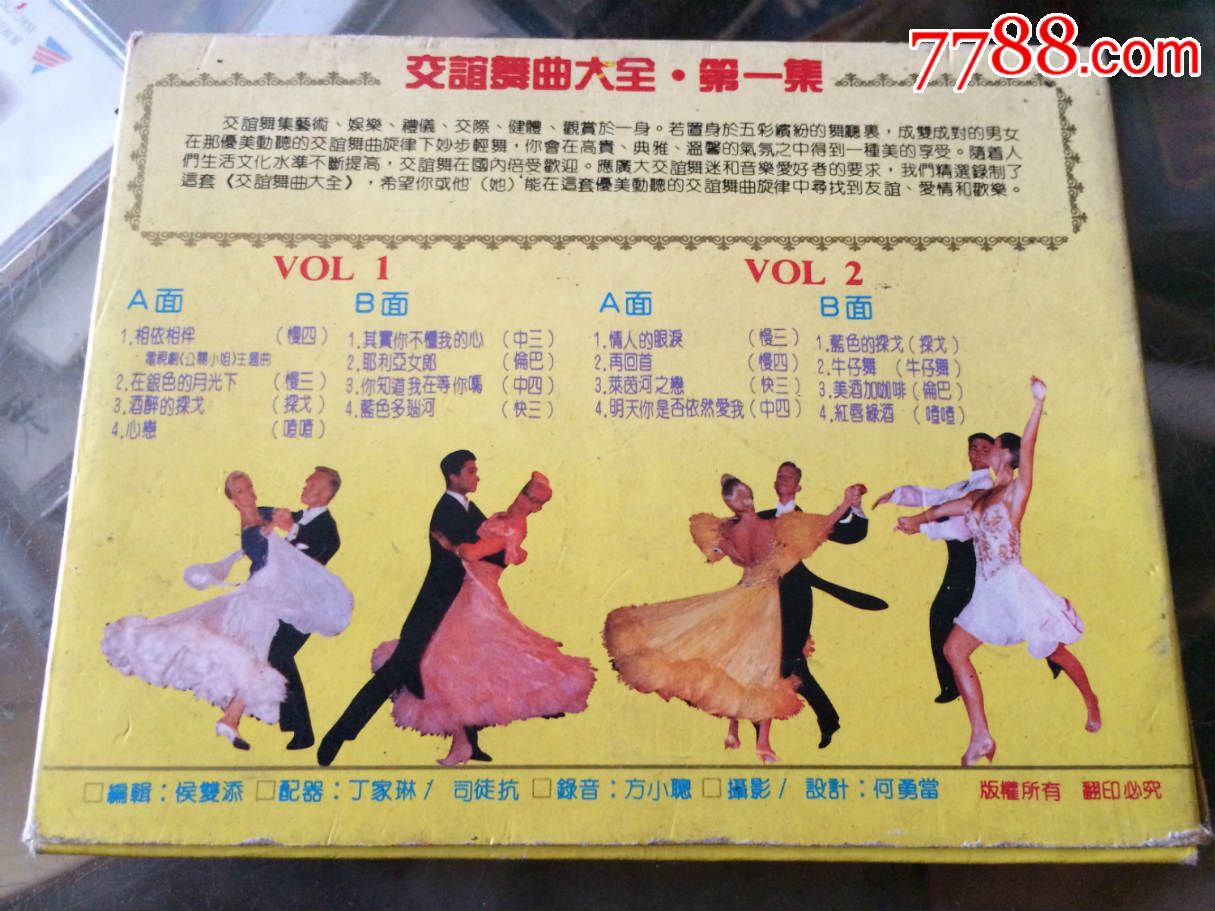 7788.com
交誼舞曲大全·第一集
交誼舞集藝術、娛樂、禮儀、交際、健體、觀賞於一身。若置身於五彩繽紛的舞廳裏，成雙成對的男女
在那優美動聽的交誼舞曲旋律下妙步輕舞，你會在高貴、典雅、溫馨的氣氛之中得到一種美的享受。隨着人
們生活文化水準不斷提高，交誼舞在國內倍受歡迎。應廣大交誼舞迷和音樂愛好者的要求，我們精選錄制了
這套《交誼舞曲大全》，希望你或他（她）能在這套優美動聽的交誼舞曲旋律中尋找到友誼、愛情和歡樂。
VOL 1
A面
1.相依相伴 （慢四）
電視劇《公關小姐》主題曲
2.在銀色的月光下 （慢三）
3.酒醉的探戈 （探戈）
4.心戀 （喳喳）
B面
1.其實你不懂我的心 （中三）
2.耶利亞女郎 （倫巴）
3.你知道我在等你嗎 （中四）
4.藍色多瑙河 （快三）
VOL 2
A面
1.情人的眼淚 （慢三）
2.再回首 （慢四）
3.萊茵河之戀 （快三）
4.明天你是否依然愛我（中四）
B面
1.藍色的探戈（探戈）
2.牛仔舞 （牛仔舞）
3.美酒加咖啡（倫巴）
4.紅唇綠酒 （喳喳）
□編輯：侯雙添 □配器：丁家琳/ 司徒抗 □錄音：方小聰 □攝影/ 設計：何勇當 版權所有 翻印必究